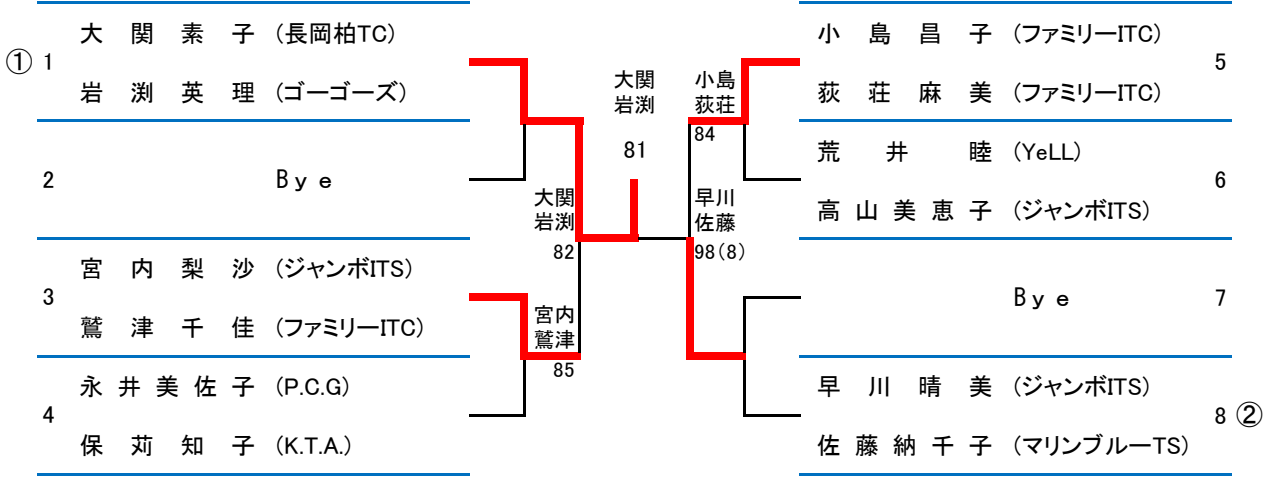 ① 1
大関素子 (長岡柏TC)
岩渕英理 (ゴーゴーズ)
2
Bye
3
宮内梨沙 (ジャンボITS)
鷲津千佳 (ファミリーITC)
4
永井美佐子 (P.C.G)
保苅知子 (K.T.A.)
大関
岩渕
82
宮内
鷲津
85
大関
岩渕
81
小島
荻荘
84
早川
佐藤
98(8)
小島昌子 (ファミリーITC)
荻荘麻美 (ファミリーITC)
5
荒井睦 (YeLL)
高山美恵子 (ジャンボITS)
6
Bye
7
早川晴美 (ジャンボITS)
佐藤納千子 (マリンブルーTS)
8 ②